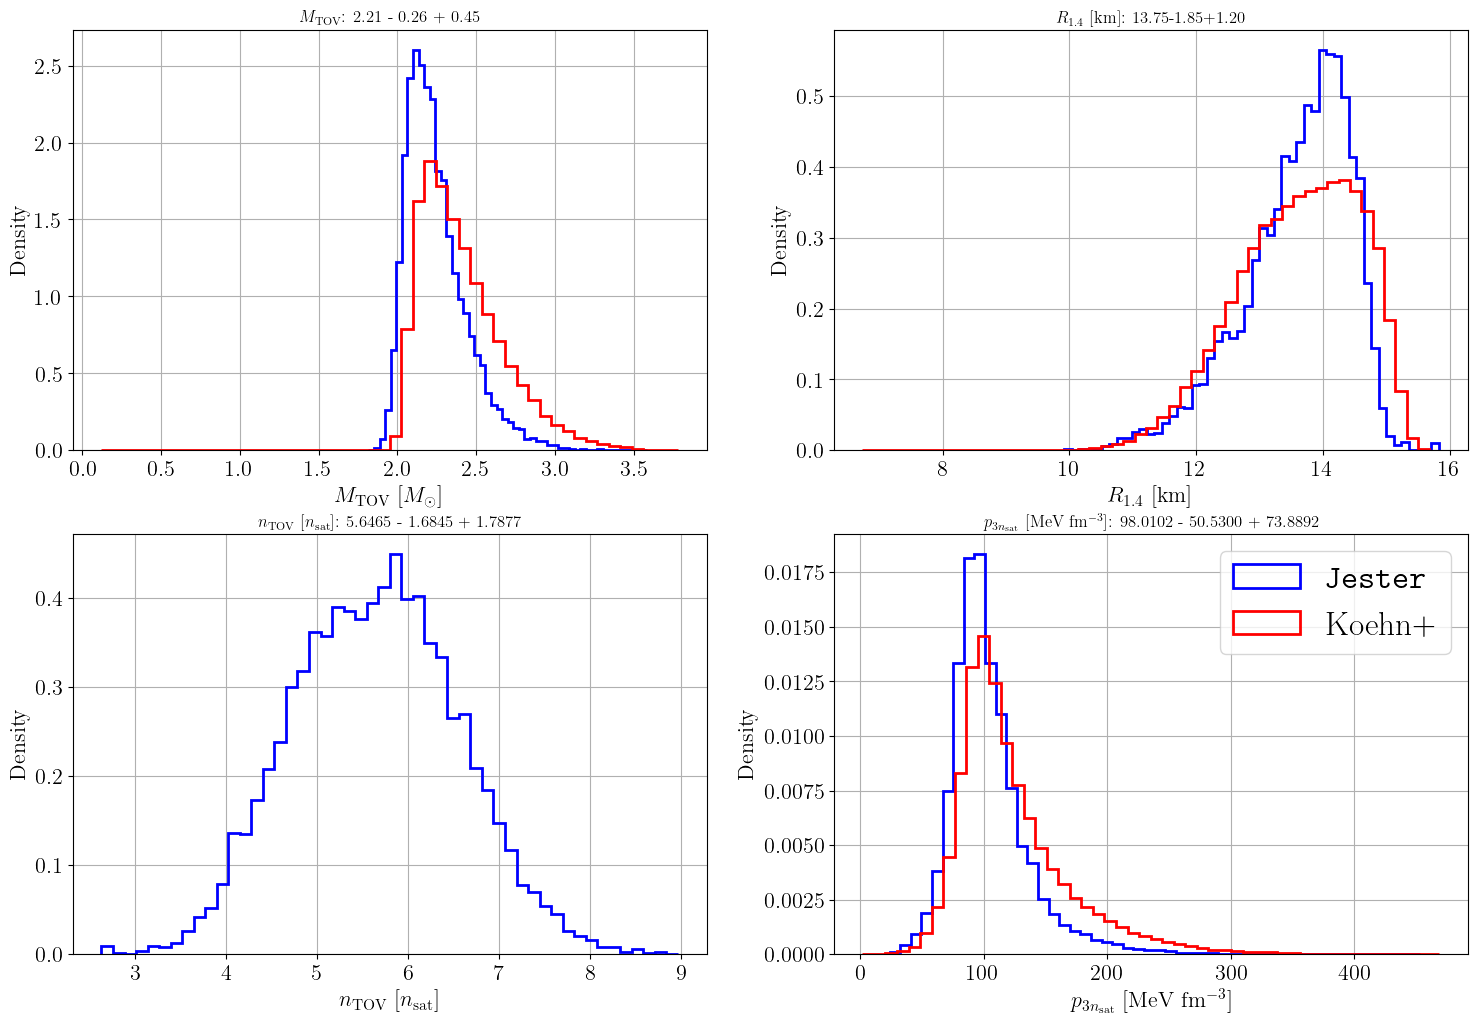 M_TOV: 2.21 - 0.26 + 0.45
Density
2.5
2.0
1.5
1.0
0.5
0.0
0.0 0.5 1.0 1.5 2.0 2.5 3.0 3.5
M_TOV [M_⊙]
R_1.4 [km]: 13.75-1.85+1.20
Density
0.5
0.4
0.3
0.2
0.1
0.0
8 10 12 14 16
R_1.4 [km]
n_TOV [n_sat]: 5.6465 - 1.6845 + 1.7877
Density
0.4
0.3
0.2
0.1
0.0
3 4 5 6 7 8 9
n_TOV [n_sat]
p_3n_sat [MeV fm⁻³]: 98.0102 - 50.5300 + 73.8892
Density
0.0175
0.0150
0.0125
0.0100
0.0075
0.0050
0.0025
0.0000
0 100 200 300 400
p_3n_sat [MeV fm⁻³]
Jester
Koehn+